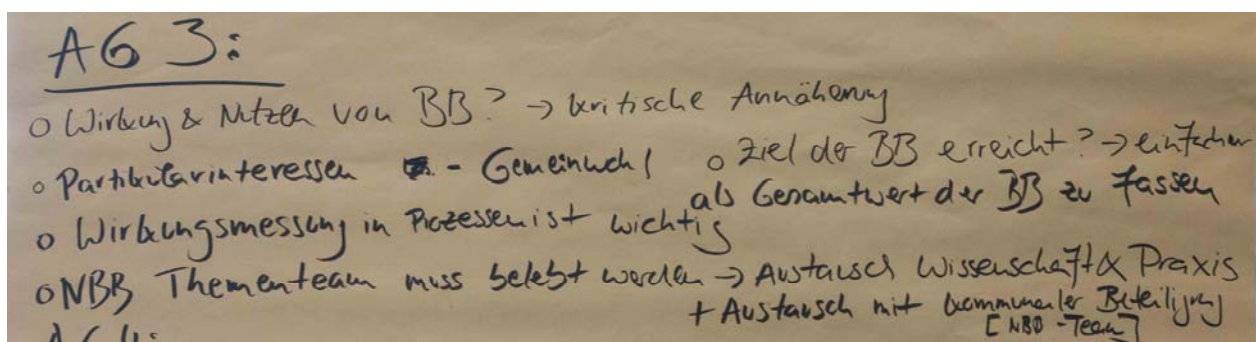 AG 3:
o Wirkung & Nutzen von BB? → kritische Annäherung
o Partikularinteressen - Gemeinwohl
o Ziel der BB erreicht? → einfacher
als Gesamtwert der BB zu fassen
o Wirkungsmessung in Prozessen ist wichtig
o NBB Thementeam muss belebt werden → Austausch Wissenschaft & Praxis
+ Austausch mit kommunaler Beteiligung